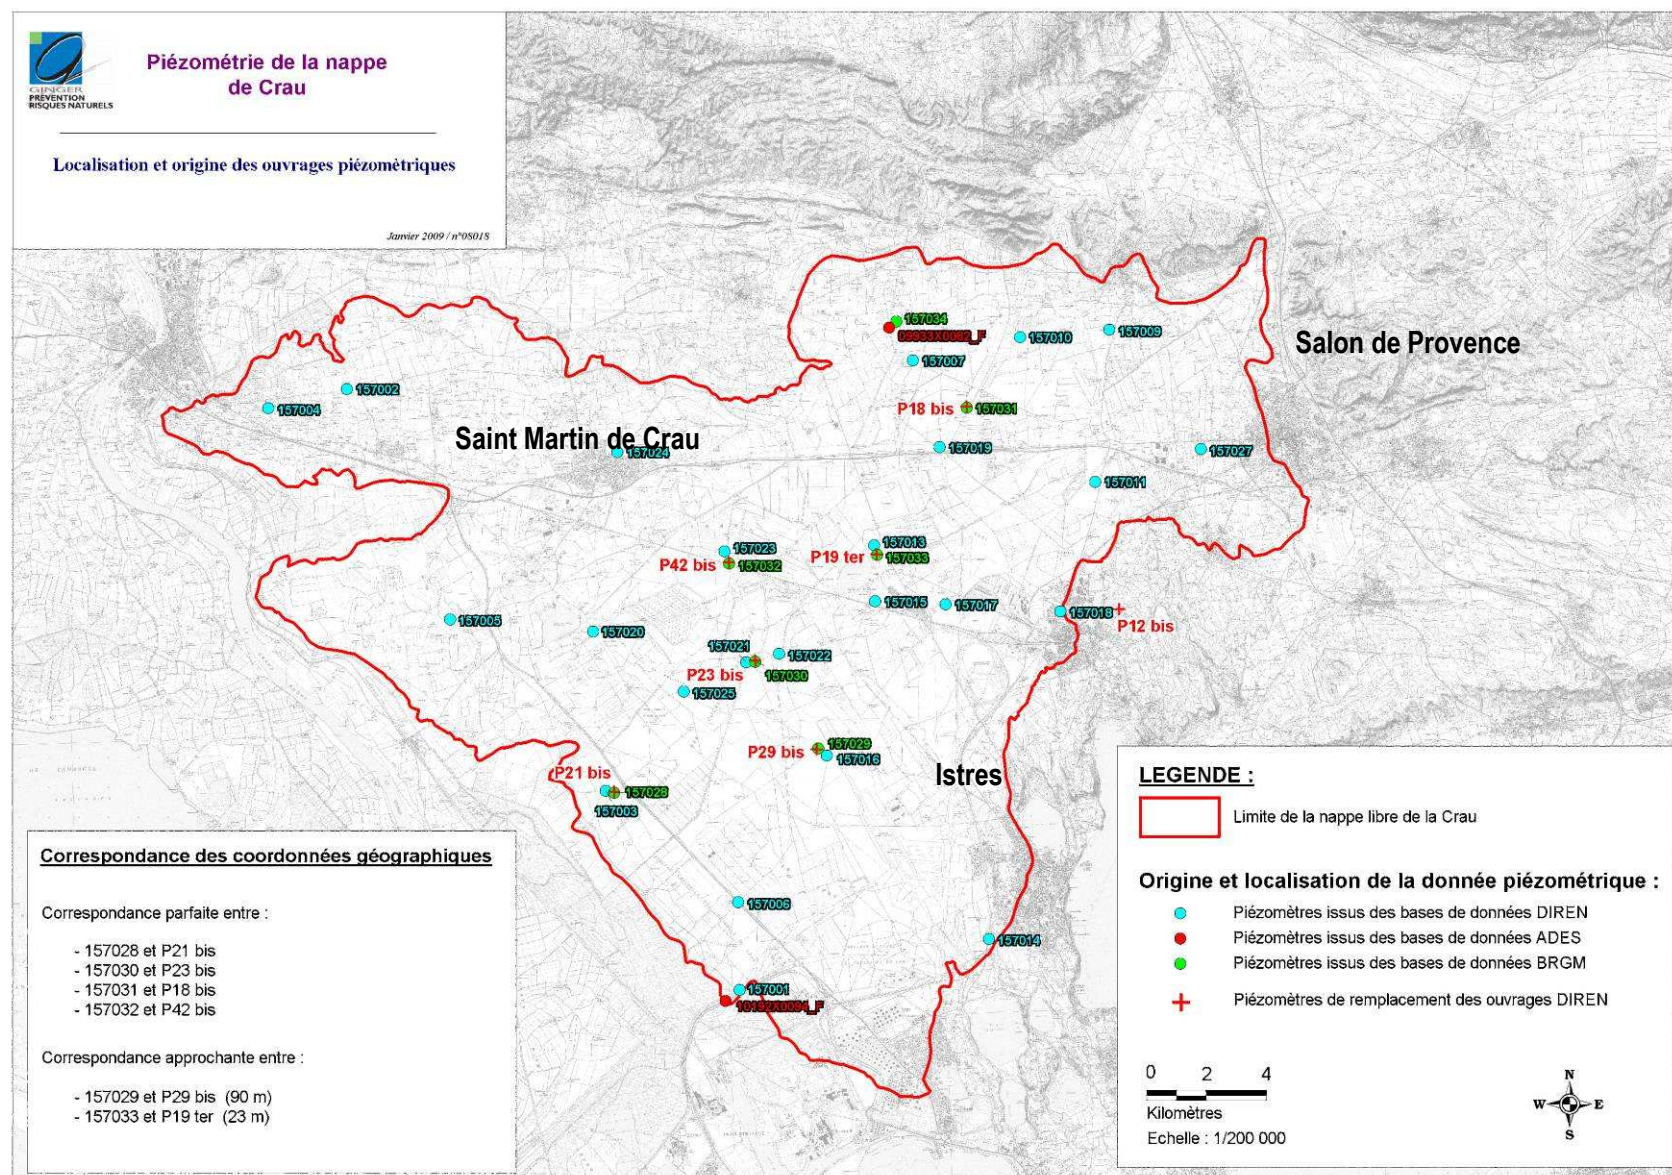 GINGER
PRÉVENTION
RISQUES NATURELS
Piézométrie de la nappe
de Crau
Localisation et origine des ouvrages piézométriques
Janvier 2009 / n°08018
157034
09933X0082_F
157010
157009
157007
Salon de Provence
157002
157004
P18 bis
157031
Saint Martin de Crau
157024
157019
157027
157011
157023
P42 bis
157032
157013
P19 ter
157033
157015
157017
157018
P12 bis
157005
157020
157021
157022
P23 bis
157030
157025
P29 bis
157029
157016
Istres
P21 bis
157028
157003
157006
157014
157001
10192X0094_F
Correspondance des coordonnées géographiques
Correspondance parfaite entre :
- 157028 et P21 bis
- 157030 et P23 bis
- 157031 et P18 bis
- 157032 et P42 bis
Correspondance approchante entre :
- 157029 et P29 bis (90 m)
- 157033 et P19 ter (23 m)
LEGENDE :
Limite de la nappe libre de la Crau
Origine et localisation de la donnée piézométrique :
Piézomètres issus des bases de données DIREN
Piézomètres issus des bases de données ADES
Piézomètres issus des bases de données BRGM
Piézomètres de remplacement des ouvrages DIREN
0 2 4
Kilomètres
Echelle : 1/200 000
N
W E
S